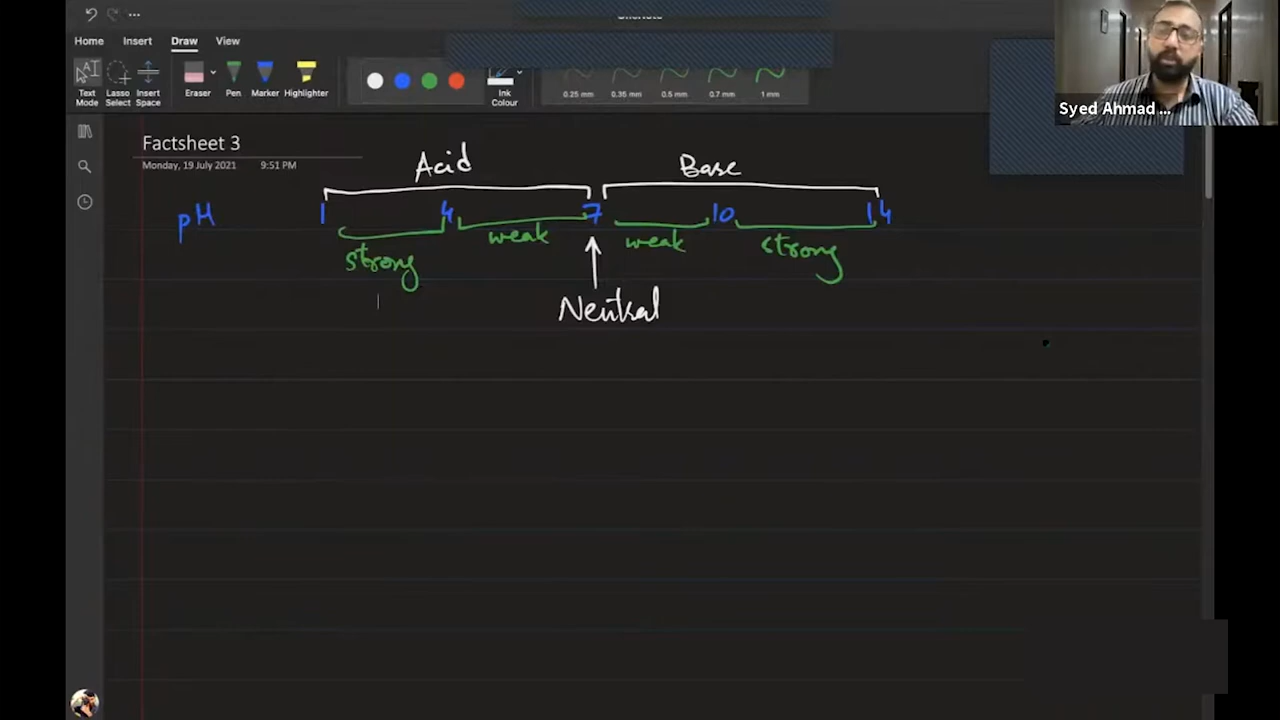 Home Insert Draw View
Syed Ahmad ...
Text Mode
Lasso Select
Insert Space
Eraser
Pen
Marker
Highlighter
Ink Colour
0.25 mm 0.35 mm 0.5 mm 0.7 mm 1 mm
Factsheet 3
Monday, 19 July 2021 9:51 PM
Acid Base
pH 1 4 7 10 14
strong weak weak strong
Neutral